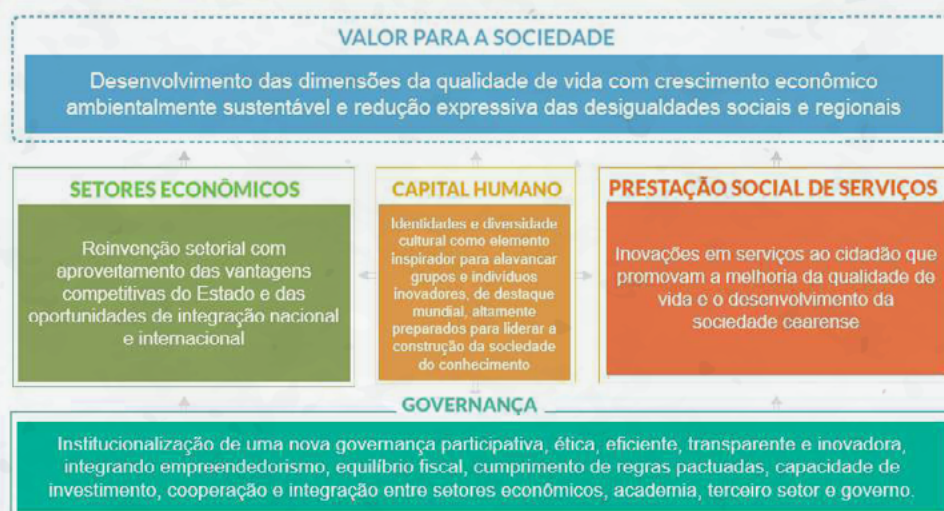 VALOR PARA A SOCIEDADE
Desenvolvimento das dimensões da qualidade de vida com crescimento econômico
ambientalmente sustentável e redução expressiva das desigualdades sociais e regionais
SETORES ECONÔMICOS
Reinvenção setorial com
aproveitamento das vantagens
competitivas do Estado e das
oportunidades de integração nacional
e internacional
CAPITAL HUMANO
Identidades e diversidade
cultural como elemento
inspirador para alavancar
grupos e indivíduos
inovadores, de destaque
mundial, altamente
preparados para liderar a
construção da sociedade
do conhecimento
PRESTAÇÃO SOCIAL DE SERVIÇOS
Inovações em serviços ao cidadão que
promovam a melhoria da qualidade de
vida e o desenvolvimento da
sociedade cearense
GOVERNANÇA
Institucionalização de uma nova governança participativa, ética, eficiente, transparente e inovadora,
integrando empreendedorismo, equilíbrio fiscal, cumprimento de regras pactuadas, capacidade de
investimento, cooperação e integração entre setores econômicos, academia, terceiro setor e governo.